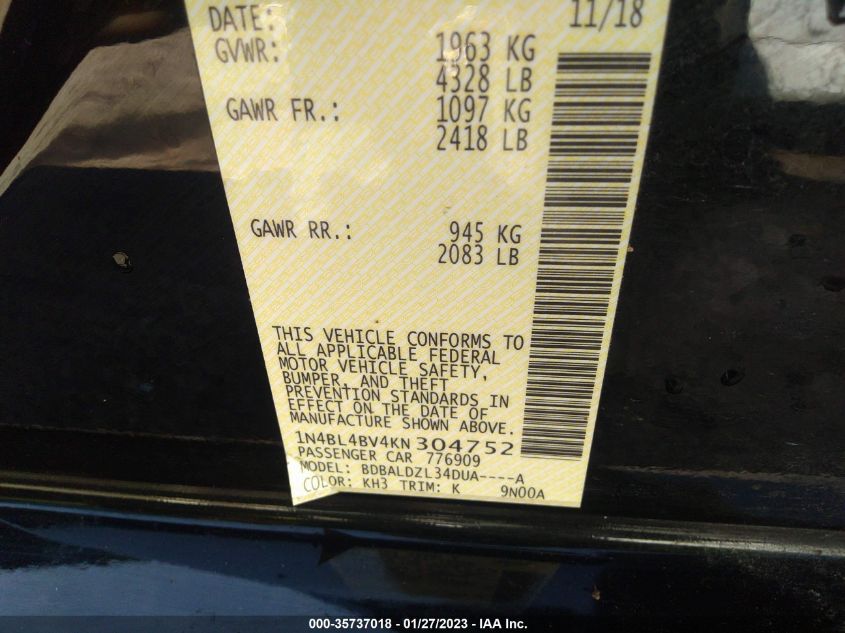 DATE: 11/18
GVWR: 1963 KG
4328 LB
GAWR FR.: 1097 KG
2418 LB
GAWR RR.: 945 KG
2083 LB
THIS VEHICLE CONFORMS TO
ALL APPLICABLE FEDERAL
MOTOR VEHICLE SAFETY,
BUMPER, AND THEFT
PREVENTION STANDARDS IN
EFFECT ON THE DATE OF
MANUFACTURE SHOWN ABOVE.
1N4BL4BV4KN304752
PASSENGER CAR 776909
MODEL: BDBALDZL34DUA----A
COLOR: KH3 TRIM: K 9N00A
000-35737018 - 01/27/2023 - IAA Inc.